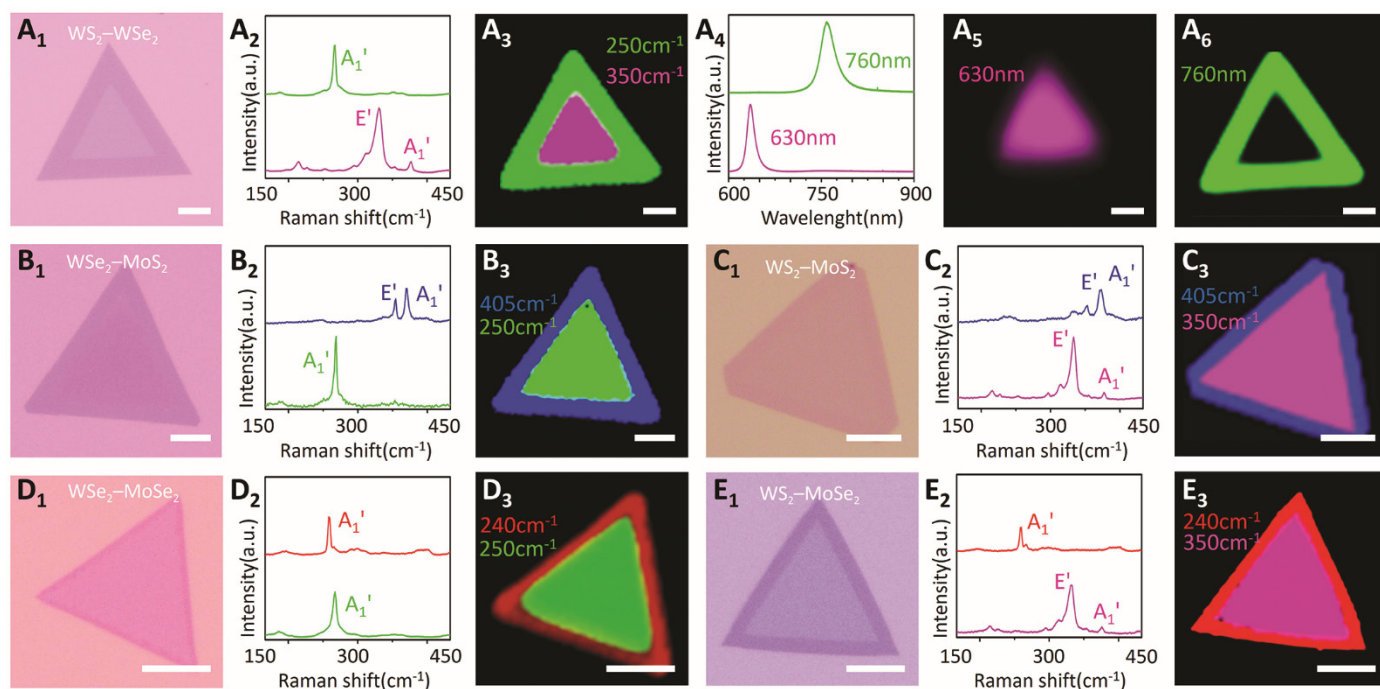 A₁ WS₂–WSe₂
A₂
A₁'
E'
A₁'
Intensity(a.u.)
150 300 450
Raman shift(cm⁻¹)
A₃
250cm⁻¹
350cm⁻¹
A₄
760nm
630nm
Intensity(a.u.)
600 750 900
Wavelenght(nm)
A₅
630nm
A₆
760nm
B₁ WSe₂–MoS₂
B₂
E' A₁'
A₁'
Intensity(a.u.)
150 300 450
Raman shift(cm⁻¹)
B₃
405cm⁻¹
250cm⁻¹
C₁ WS₂–MoS₂
C₂
E' A₁'
E'
A₁'
Intensity(a.u.)
150 300 450
Raman shift(cm⁻¹)
C₃
405cm⁻¹
350cm⁻¹
D₁ WSe₂–MoSe₂
D₂
A₁'
A₁'
Intensity(a.u.)
150 300 450
Raman shift(cm⁻¹)
D₃
240cm⁻¹
250cm⁻¹
E₁ WS₂–MoSe₂
E₂
A₁'
E'
A₁'
Intensity(a.u.)
150 300 450
Raman shift(cm⁻¹)
E₃
240cm⁻¹
350cm⁻¹